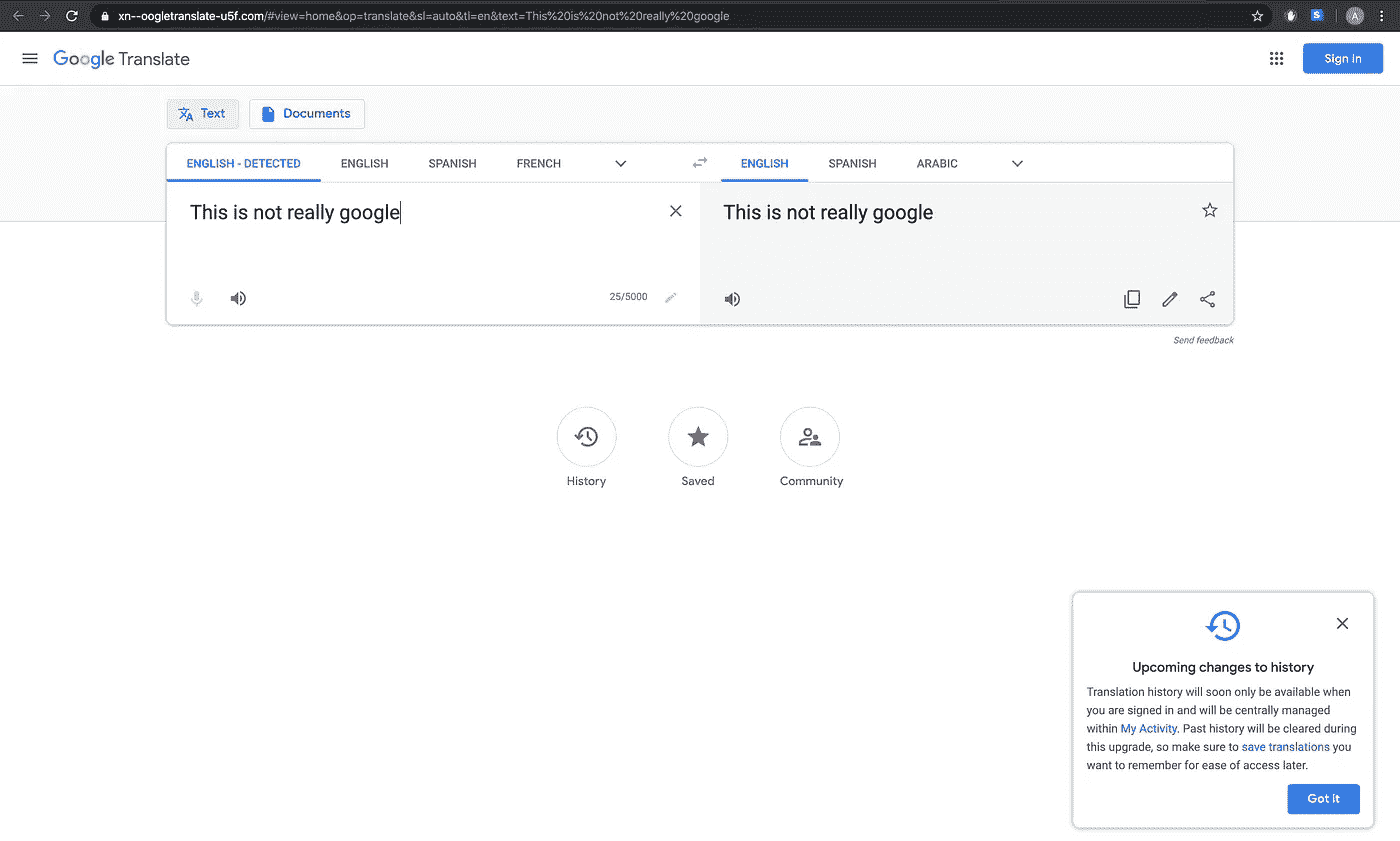 xn--oogletranslate-u5f.com/#view=home&op=translate&sl=auto&tl=en&text=This%20is%20not%20really%20google
S
A
Google Translate
Sign in
Text
Documents
ENGLISH - DETECTED ENGLISH SPANISH FRENCH ENGLISH SPANISH ARABIC
This is not really google
This is not really google
25/5000
Send feedback
History Saved Community
Upcoming changes to history
Translation history will soon only be available when
you are signed in and will be centrally managed
within My Activity. Past history will be cleared during
this upgrade, so make sure to save translations you
want to remember for ease of access later.
Got it